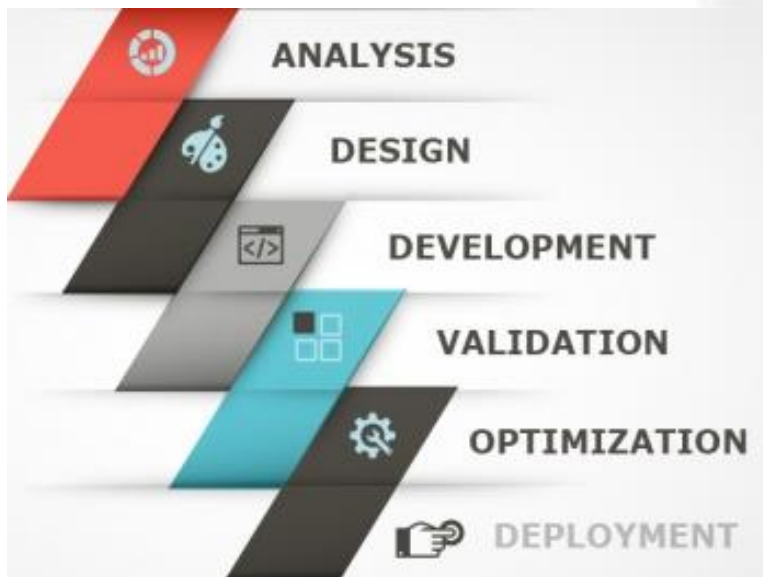 ANALYSIS
DESIGN
</>
DEVELOPMENT
VALIDATION
OPTIMIZATION
DEPLOYMENT